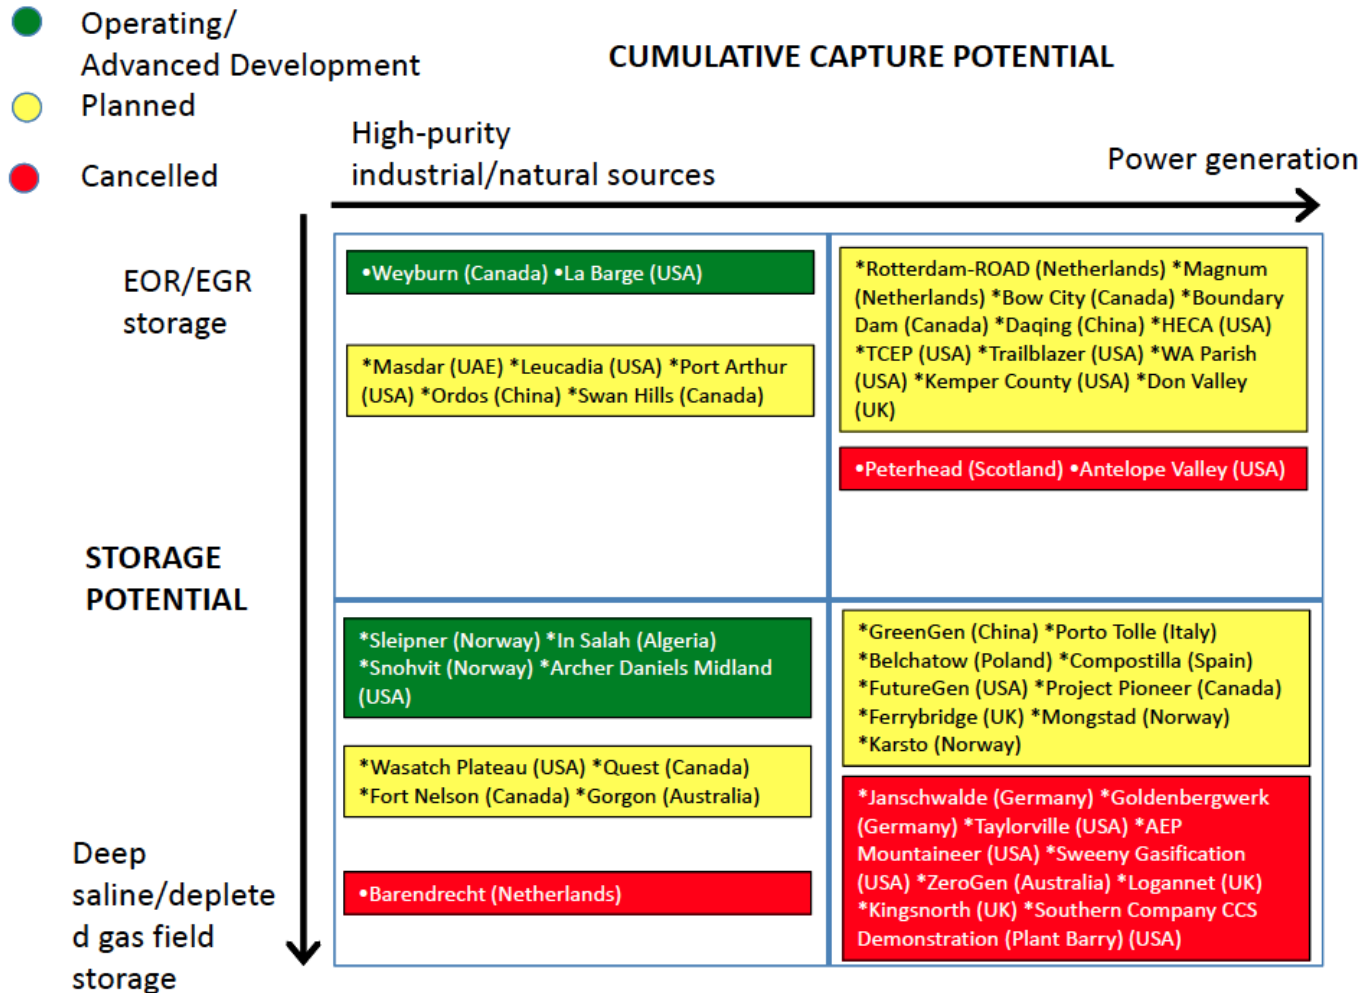 Operating/
Advanced Development
Planned
Cancelled
CUMULATIVE CAPTURE POTENTIAL
High-purity
industrial/natural sources
Power generation
EOR/EGR
storage
•Weyburn (Canada) •La Barge (USA)
*Masdar (UAE) *Leucadia (USA) *Port Arthur
(USA) *Ordos (China) *Swan Hills (Canada)
*Rotterdam-ROAD (Netherlands) *Magnum
(Netherlands) *Bow City (Canada) *Boundary
Dam (Canada) *Daqing (China) *HECA (USA)
*TCEP (USA) *Trailblazer (USA) *WA Parish
(USA) *Kemper County (USA) *Don Valley
(UK)
•Peterhead (Scotland) •Antelope Valley (USA)
STORAGE
POTENTIAL
*Sleipner (Norway) *In Salah (Algeria)
*Snohvit (Norway) *Archer Daniels Midland
(USA)
*Wasatch Plateau (USA) *Quest (Canada)
*Fort Nelson (Canada) *Gorgon (Australia)
•Barendrecht (Netherlands)
*GreenGen (China) *Porto Tolle (Italy)
*Belchatow (Poland) *Compostilla (Spain)
*FutureGen (USA) *Project Pioneer (Canada)
*Ferrybridge (UK) *Mongstad (Norway)
*Karsto (Norway)
*Janschwalde (Germany) *Goldenbergwerk
(Germany) *Taylorville (USA) *AEP
Mountaineer (USA) *Sweeny Gasification
(USA) *ZeroGen (Australia) *Logannet (UK)
*Kingsnorth (UK) *Southern Company CCS
Demonstration (Plant Barry) (USA)
Deep
saline/deplete
d gas field
storage